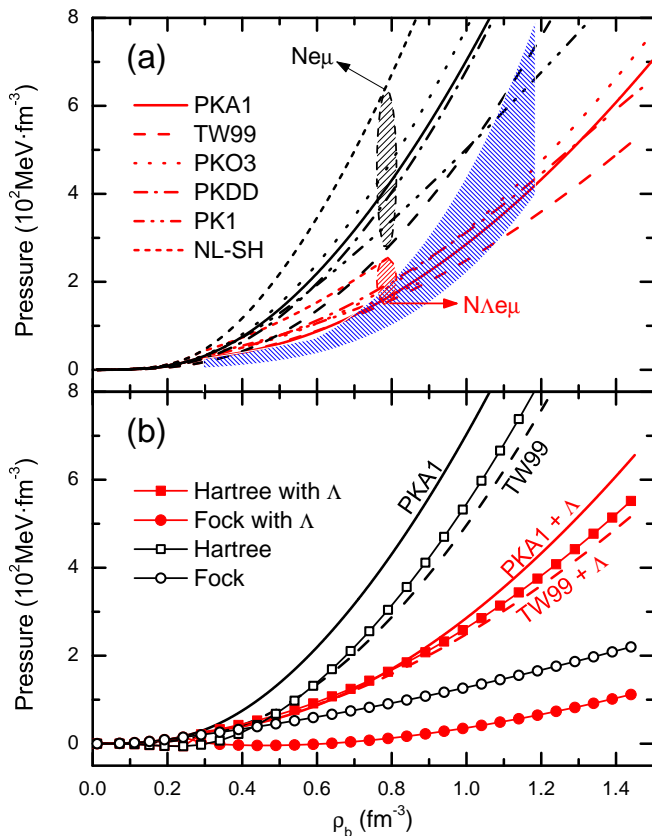 8
(a)
Neμ
6
PKA1
TW99
PKO3
PKDD
PK1
NL-SH
4
2
NΛeμ
0
Pressure (10²MeV·fm⁻³)
8
(b)
PKA1
TW99
6
Hartree with Λ
Fock with Λ
Hartree
Fock
PKA1 + Λ
TW99 + Λ
4
2
0
Pressure (10²MeV·fm⁻³)
0.0 0.2 0.4 0.6 0.8 1.0 1.2 1.4
ρb (fm⁻³)